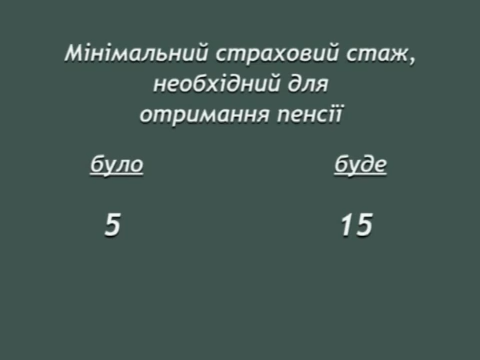 Мінімальний страховий стаж,
необхідний для
отримання пенсії
було буде
5 15